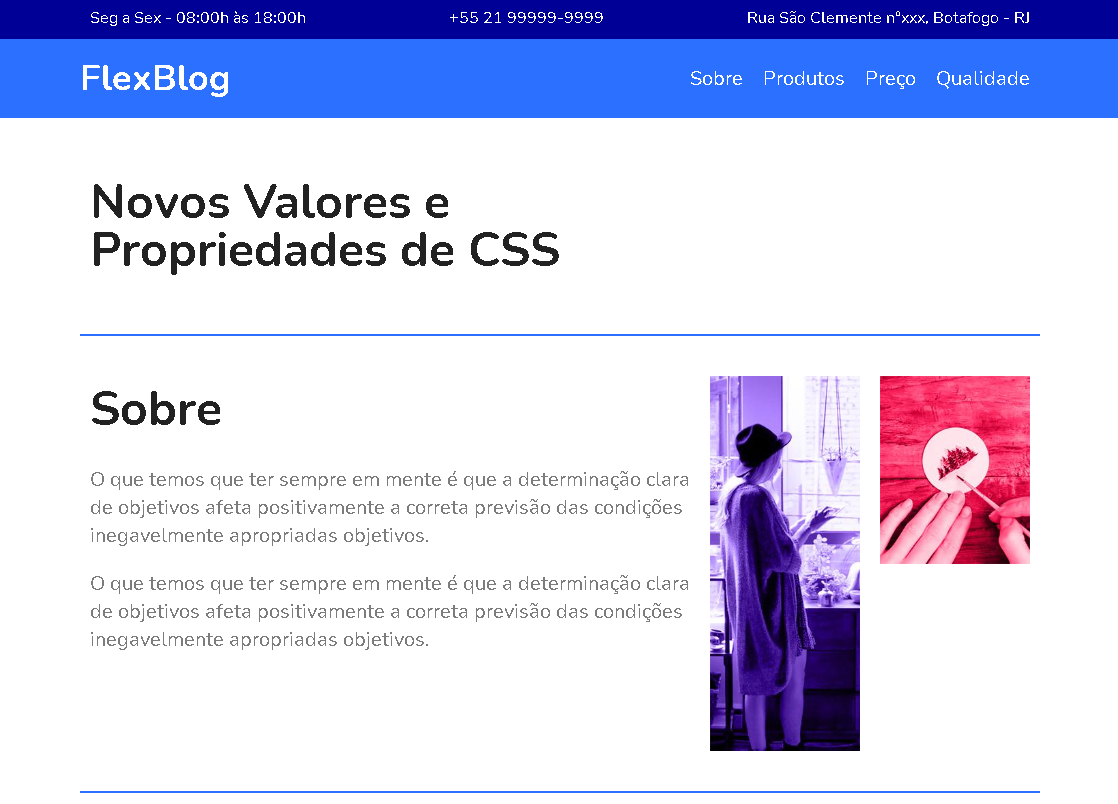 Seg a Sex - 08:00h às 18:00h
+55 21 99999-9999
Rua São Clemente nºxxx, Botafogo - RJ
FlexBlog
Sobre Produtos Preço Qualidade
Novos Valores e
Propriedades de CSS
Sobre
O que temos que ter sempre em mente é que a determinação clara
de objetivos afeta positivamente a correta previsão das condições
inegavelmente apropriadas objetivos.
O que temos que ter sempre em mente é que a determinação clara
de objetivos afeta positivamente a correta previsão das condições
inegavelmente apropriadas objetivos.